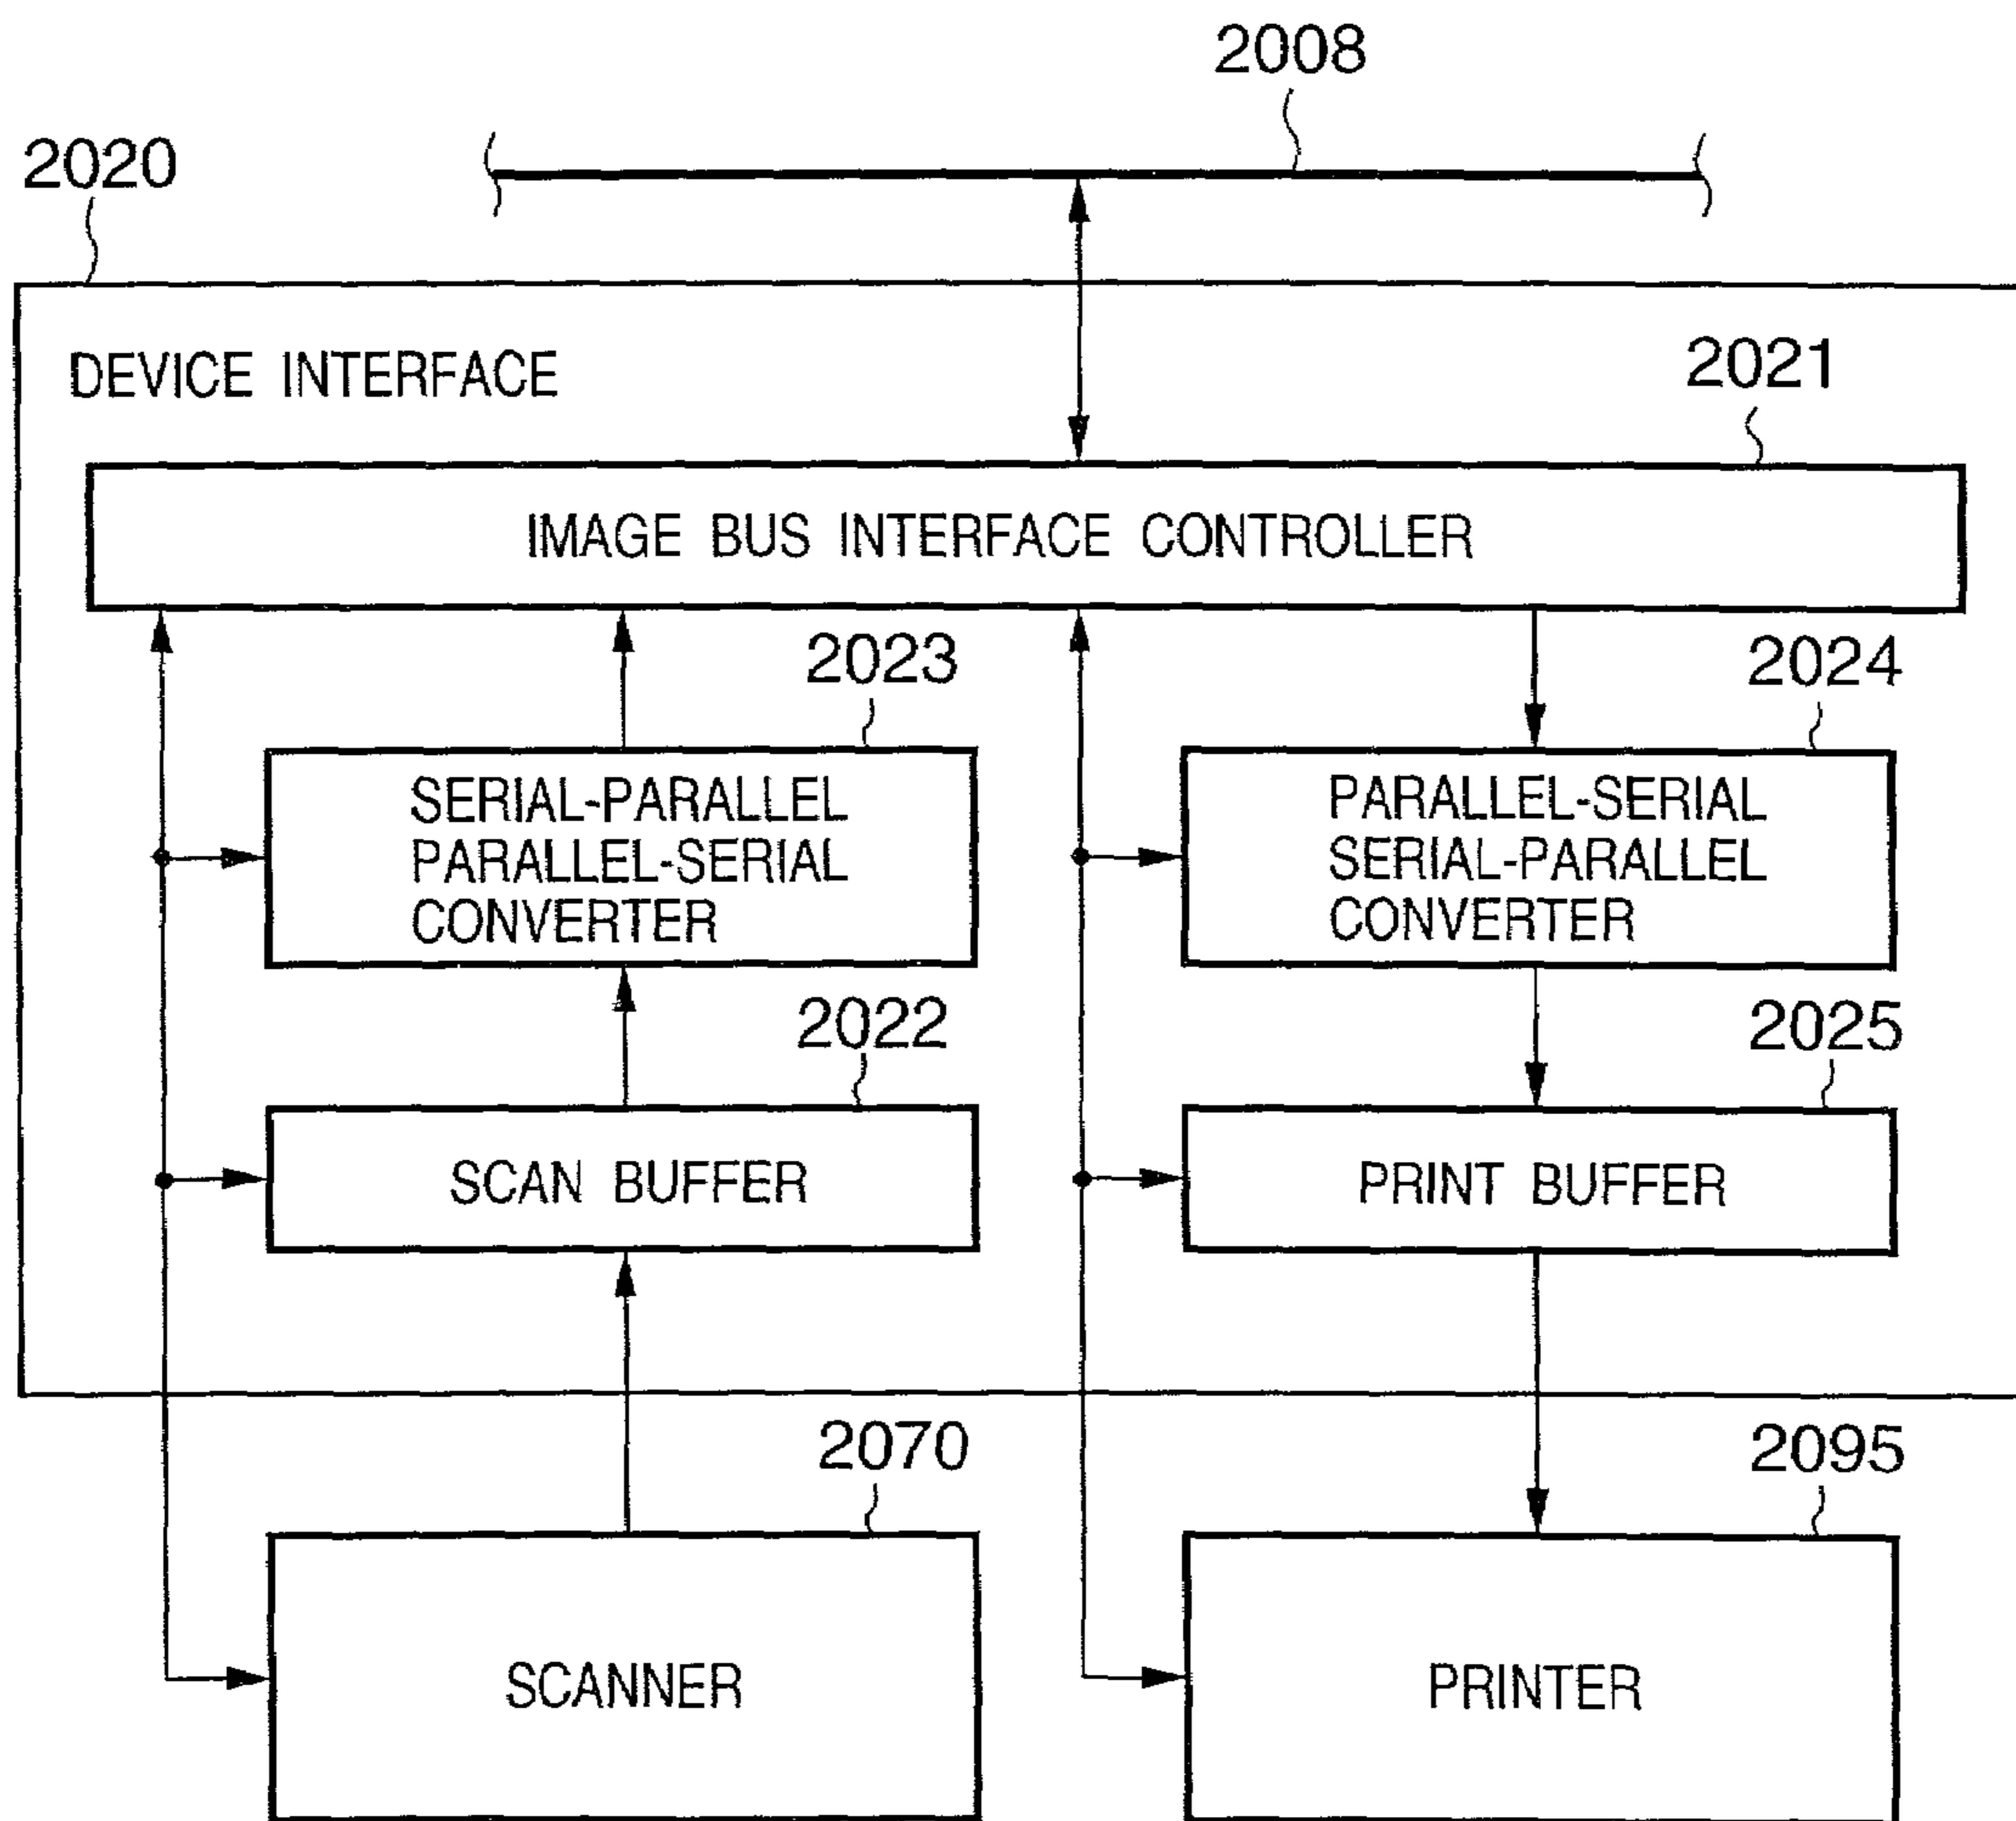 2008
2020
DEVICE INTERFACE
2021
IMAGE BUS INTERFACE CONTROLLER
2023
2024
SERIAL-PARALLEL
PARALLEL-SERIAL
CONVERTER
PARALLEL-SERIAL
SERIAL-PARALLEL
CONVERTER
2022
2025
SCAN BUFFER
PRINT BUFFER
2070
2095
SCANNER
PRINTER